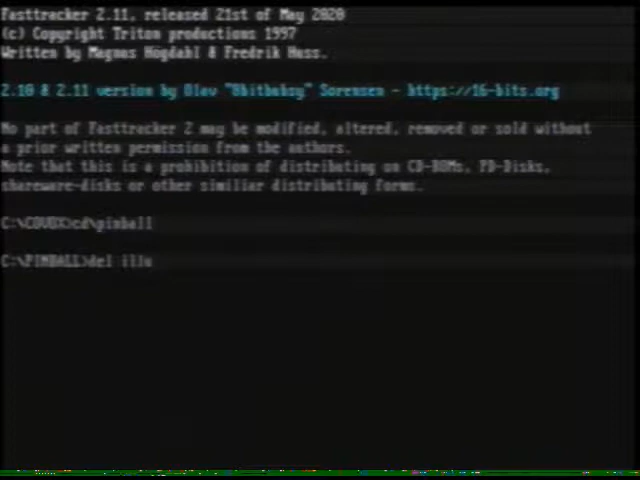 Fasttracker 2.11, released 21st of May 2020
(c) Copyright Triton productions 1997
Written by Magnus Högdahl & Fredrik Huss.
2.10 & 2.11 version by Olav "8bitbubsy" Sorensen - https://16-bits.org
No part of Fasttracker 2 may be modified, altered, removed or sold without
a prior written permission from the authors.
Note that this is a prohibition of distributing on CD-ROMs, PD-Disks,
shareware-disks or other similiar distributing forms.
C:\COVOX>cd\pinball
C:\PINBALL>del illu